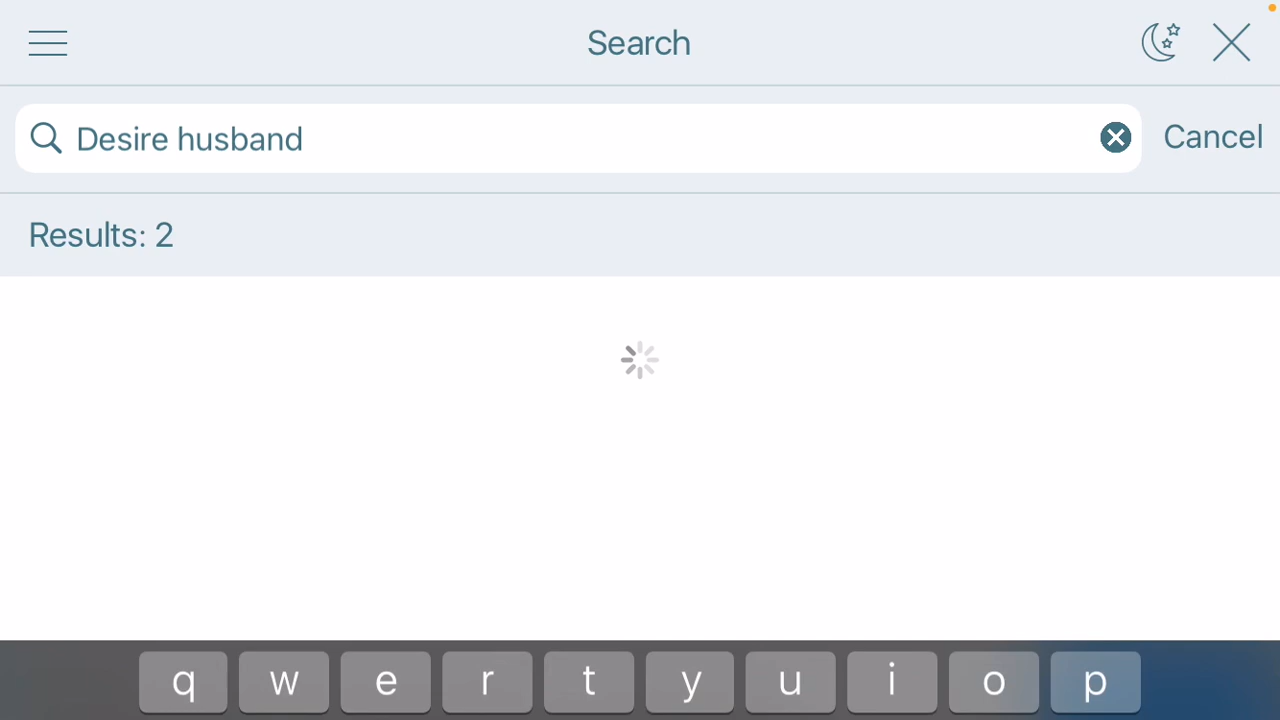 Search
Desire husband
Cancel
Results: 2
q w e r t y u i o p